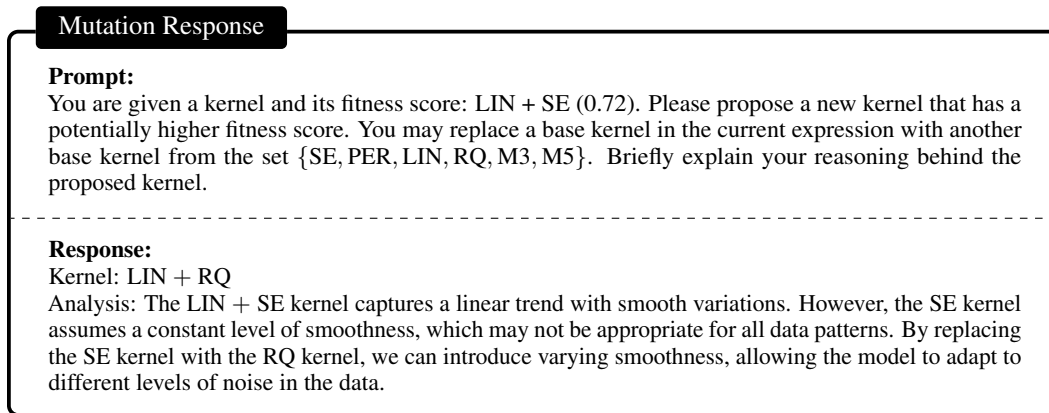 Mutation Response
Prompt:
You are given a kernel and its fitness score: LIN + SE (0.72). Please propose a new kernel that has a
potentially higher fitness score. You may replace a base kernel in the current expression with another
base kernel from the set {SE, PER, LIN, RQ, M3, M5}. Briefly explain your reasoning behind the
proposed kernel.
Response:
Kernel: LIN + RQ
Analysis: The LIN + SE kernel captures a linear trend with smooth variations. However, the SE kernel
assumes a constant level of smoothness, which may not be appropriate for all data patterns. By replacing
the SE kernel with the RQ kernel, we can introduce varying smoothness, allowing the model to adapt to
different levels of noise in the data.